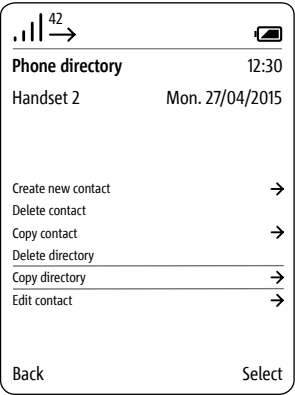 42
Phone directory 12:30
Handset 2 Mon. 27/04/2015
Create new contact
Delete contact
Copy contact
Delete directory
Copy directory
Edit contact
Back Select